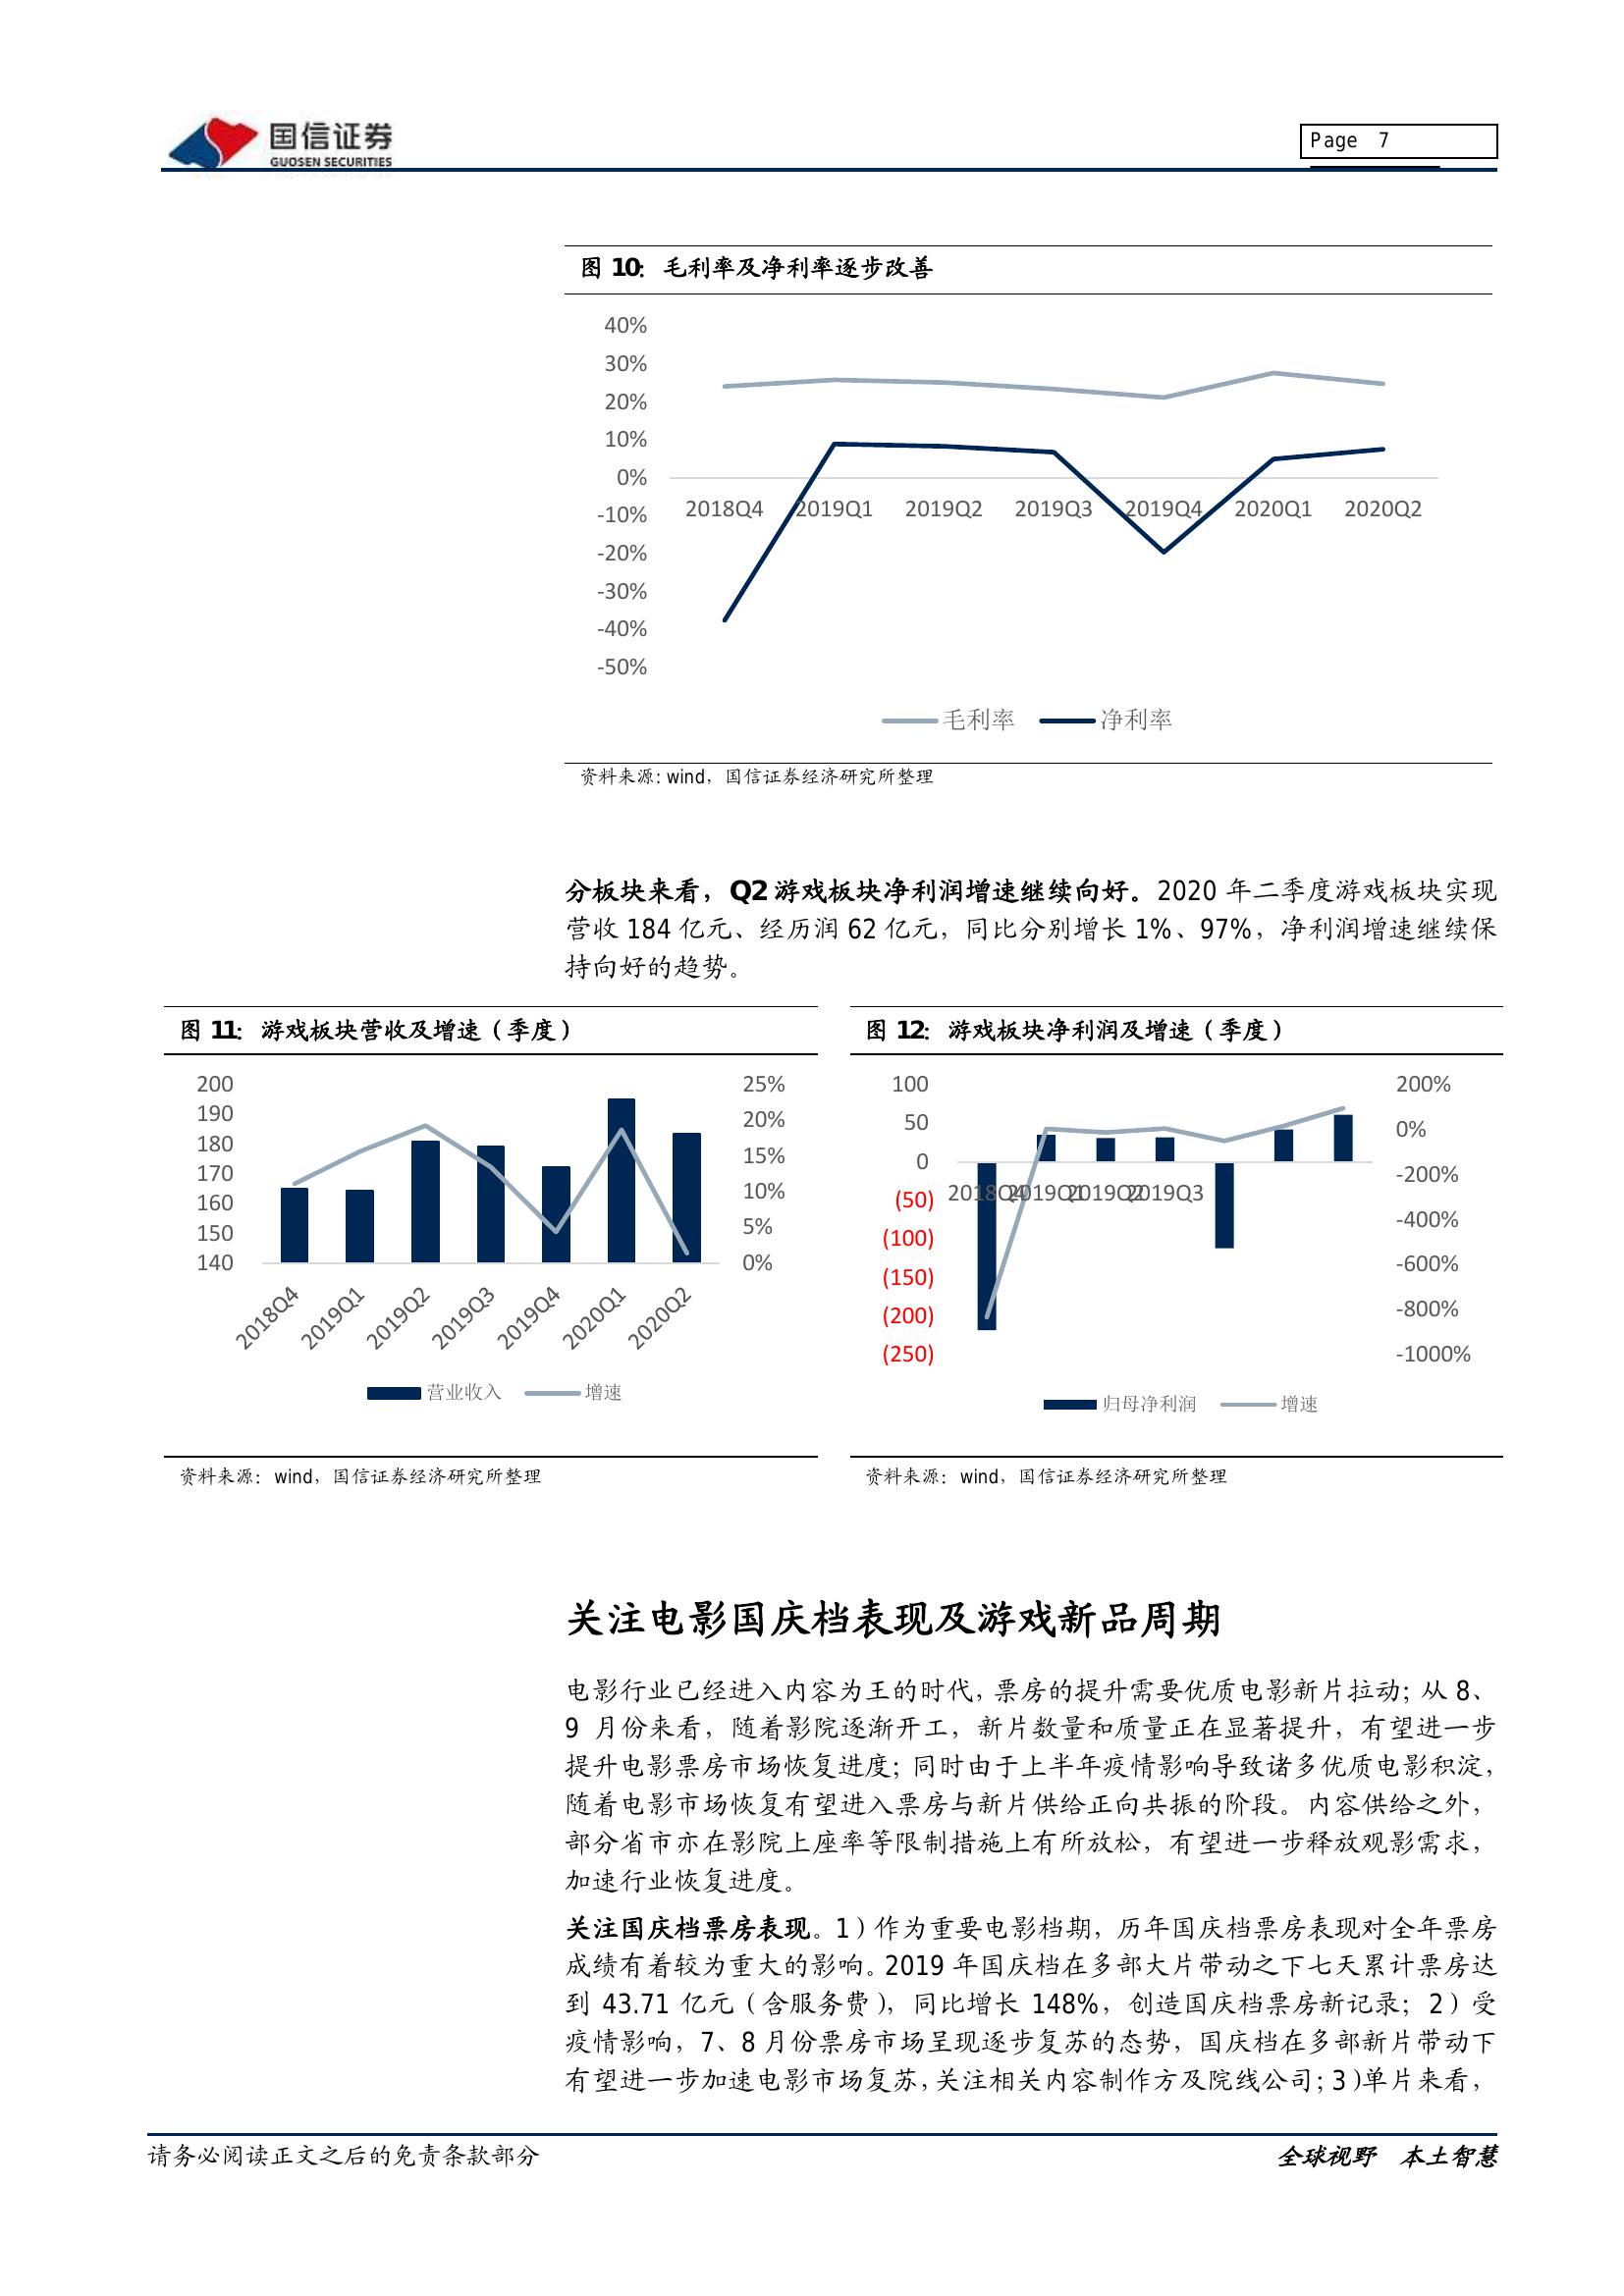 国信证券
GUOSEN SECURITIES
Page 7
图 10：毛利率及净利率逐步改善
40%
30%
20%
10%
0%
-10%
-20%
-30%
-40%
-50%
2018Q4 2019Q1 2019Q2 2019Q3 2019Q4 2020Q1 2020Q2
毛利率 净利率
资料来源：wind，国信证券经济研究所整理
分板块来看，Q2 游戏板块净利润增速继续向好。2020 年二季度游戏板块实现
营收 184 亿元、经历润 62 亿元，同比分别增长 1%、97%，净利润增速继续保
持向好的趋势。
图 11：游戏板块营收及增速（季度）
200
190
180
170
160
150
140
25%
20%
15%
10%
5%
0%
2018Q4 2019Q1 2019Q2 2019Q3 2019Q4 2020Q1 2020Q2
营业收入 增速
资料来源：wind，国信证券经济研究所整理
图 12：游戏板块净利润及增速（季度）
100
50
0
(50)
(100)
(150)
(200)
(250)
200%
0%
-200%
-400%
-600%
-800%
-1000%
2018Q4 2019Q1 2019Q2 2019Q3
归母净利润 增速
资料来源：wind，国信证券经济研究所整理
关注电影国庆档表现及游戏新品周期
电影行业已经进入内容为王的时代，票房的提升需要优质电影新片拉动；从 8、
9 月份来看，随着影院逐渐开工，新片数量和质量正在显著提升，有望进一步
提升电影票房市场恢复进度；同时由于上半年疫情影响导致诸多优质电影积淀，
随着电影市场恢复有望进入票房与新片供给正向共振的阶段。内容供给之外，
部分省市亦在影院上座率等限制措施上有所放松，有望进一步释放观影需求，
加速行业恢复进度。
关注国庆档票房表现。1）作为重要电影档期，历年国庆档票房表现对全年票房
成绩有着较为重大的影响。2019 年国庆档在多部大片带动之下七天累计票房达
到 43.71 亿元（含服务费），同比增长 148%，创造国庆档票房新记录；2）受
疫情影响，7、8 月份票房市场呈现逐步复苏的态势，国庆档在多部新片带动下
有望进一步加速电影市场复苏，关注相关内容制作方及院线公司；3）单片来看，
请务必阅读正文之后的免责条款部分
全球视野 本土智慧